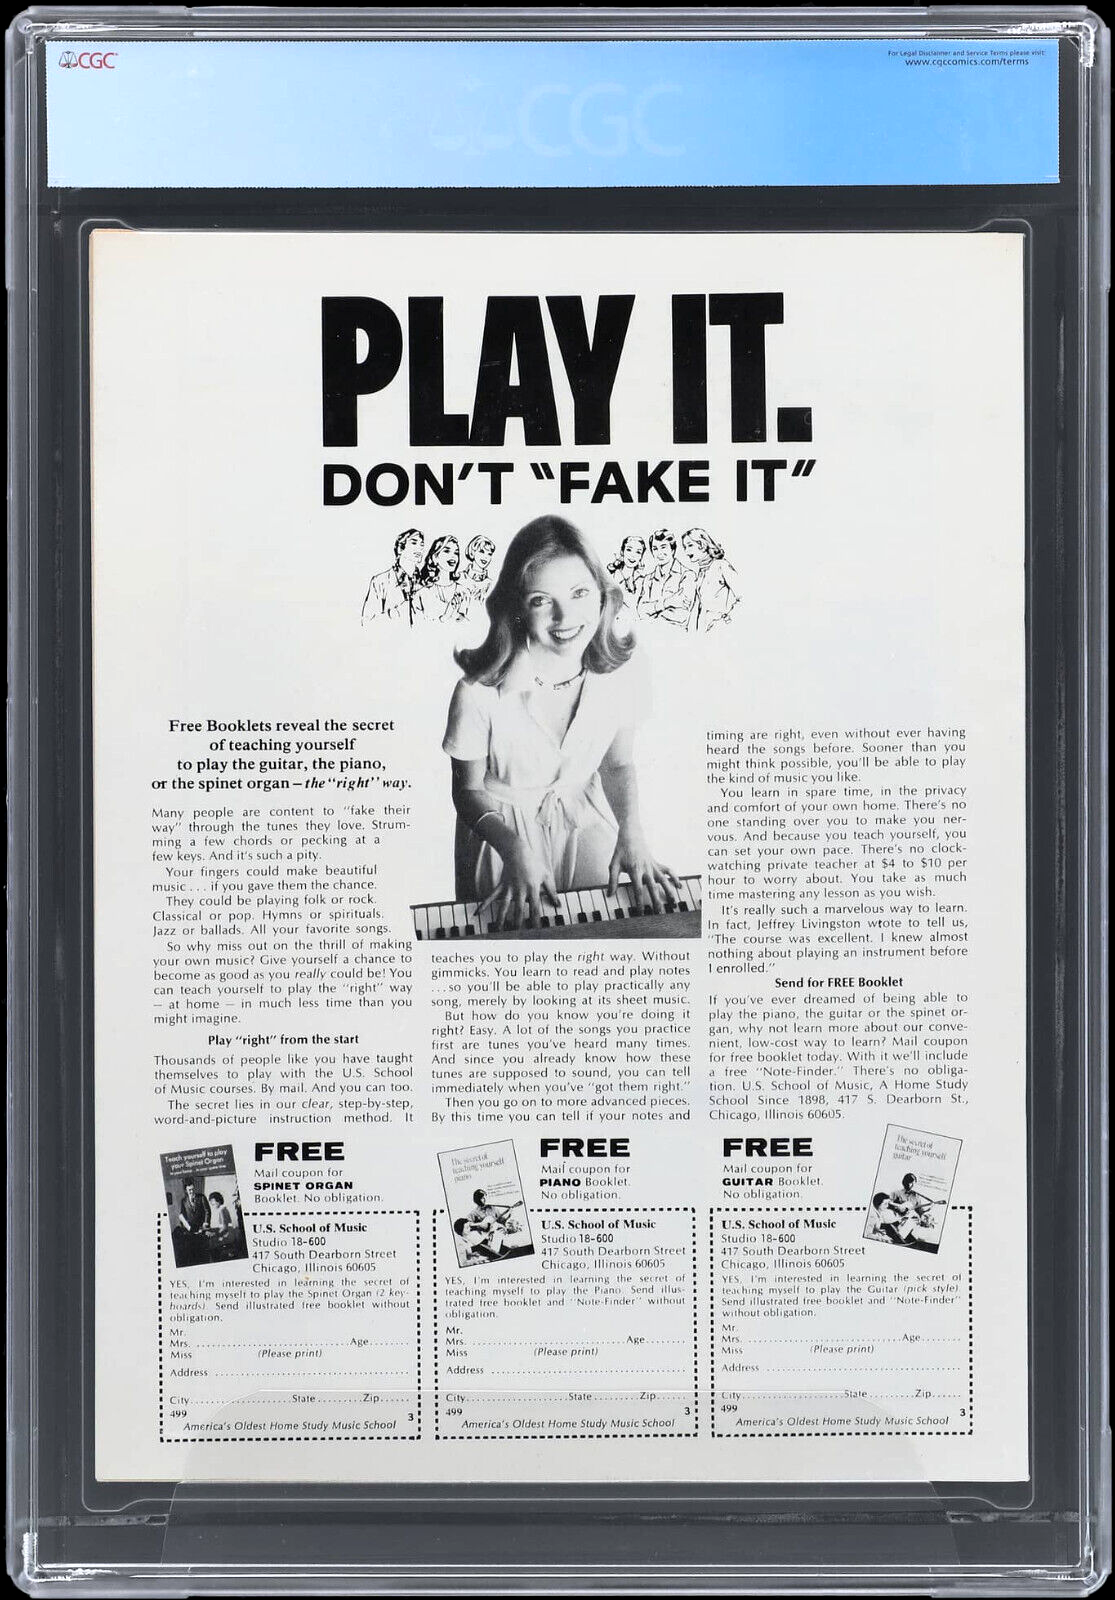 CGC
For Legal Disclaimer and Service Terms please visit:
www.cgccomics.com/terms
CGC
PLAY IT.
DON'T "FAKE IT"
Free Booklets reveal the secret
of teaching yourself
to play the guitar, the piano,
or the spinet organ – the "right" way.
Many people are content to "fake their
way" through the tunes they love. Strum-
ming a few chords or pecking at a
few keys. And it's such a pity.
Your fingers could make beautiful
music . . . if you gave them the chance.
They could be playing folk or rock.
Classical or pop. Hymns or spirituals.
Jazz or ballads. All your favorite songs.
So why miss out on the thrill of making
your own music? Give yourself a chance to
become as good as you really could be! You
can teach yourself to play the "right" way
— at home — in much less time than you
might imagine.
Play "right" from the start
Thousands of people like you have taught
themselves to play with the U.S. School
of Music courses. By mail. And you can too.
The secret lies in our clear, step-by-step,
word-and-picture instruction method. It
teaches you to play the right way. Without
gimmicks. You learn to read and play notes
. . . so you'll be able to play practically any
song, merely by looking at its sheet music.
But how do you know you're doing it
right? Easy. A lot of the songs you practice
first are tunes you've heard many times.
And since you already know how these
tunes are supposed to sound, you can tell
immediately when you've "got them right."
Then you go on to more advanced pieces.
By this time you can tell if your notes and
timing are right, even without ever having
heard the songs before. Sooner than you
might think possible, you'll be able to play
the kind of music you like.
You learn in spare time, in the privacy
and comfort of your own home. There's no
one standing over you to make you ner-
vous. And because you teach yourself, you
can set your own pace. There's no clock-
watching private teacher at $4 to $10 per
hour to worry about. You take as much
time mastering any lesson as you wish.
It's really such a marvelous way to learn.
In fact, Jeffrey Livingston wrote to tell us,
"The course was excellent. I knew almost
nothing about playing an instrument before
I enrolled."
Send for FREE Booklet
If you've ever dreamed of being able to
play the piano, the guitar or the spinet or-
gan, why not learn more about our conve-
nient, low-cost way to learn? Mail coupon
for free booklet today. With it we'll include
a free "Note-Finder." There's no obliga-
tion. U.S. School of Music, A Home Study
School Since 1898, 417 S. Dearborn St.,
Chicago, Illinois 60605.
Teach yourself to play
your Spinet Organ
FREE
Mail coupon for
SPINET ORGAN
Booklet. No obligation.
U.S. School of Music
Studio 18-600
417 South Dearborn Street
Chicago, Illinois 60605
YES, I'm interested in learning the secret of
teaching myself to play the Spinet Organ (2 key-
boards). Send illustrated free booklet without
obligation.
Mr.
Mrs. Age
Miss (Please print)
Address
City State Zip
499 3
America's Oldest Home Study Music School
The secret of
teaching yourself
piano
FREE
Mail coupon for
PIANO Booklet.
No obligation.
U.S. School of Music
Studio 18-600
417 South Dearborn Street
Chicago, Illinois 60605
YES, I'm interested in learning the secret of
teaching myself to play the Piano. Send illus-
trated free booklet and "Note-Finder" without
obligation.
Mr.
Mrs. Age
Miss (Please print)
Address
City State Zip
499 3
America's Oldest Home Study Music School
FREE
Mail coupon for
GUITAR Booklet.
No obligation.
The secret of
teaching yourself
guitar
U.S. School of Music
Studio 18-600
417 South Dearborn Street
Chicago, Illinois 60605
YES, I'm interested in learning the secret of
teaching myself to play the Guitar (pick style).
Send illustrated free booklet and "Note-Finder"
without obligation.
Mr.
Mrs. Age
Miss (Please print)
Address
City State Zip
499 3
America's Oldest Home Study Music School